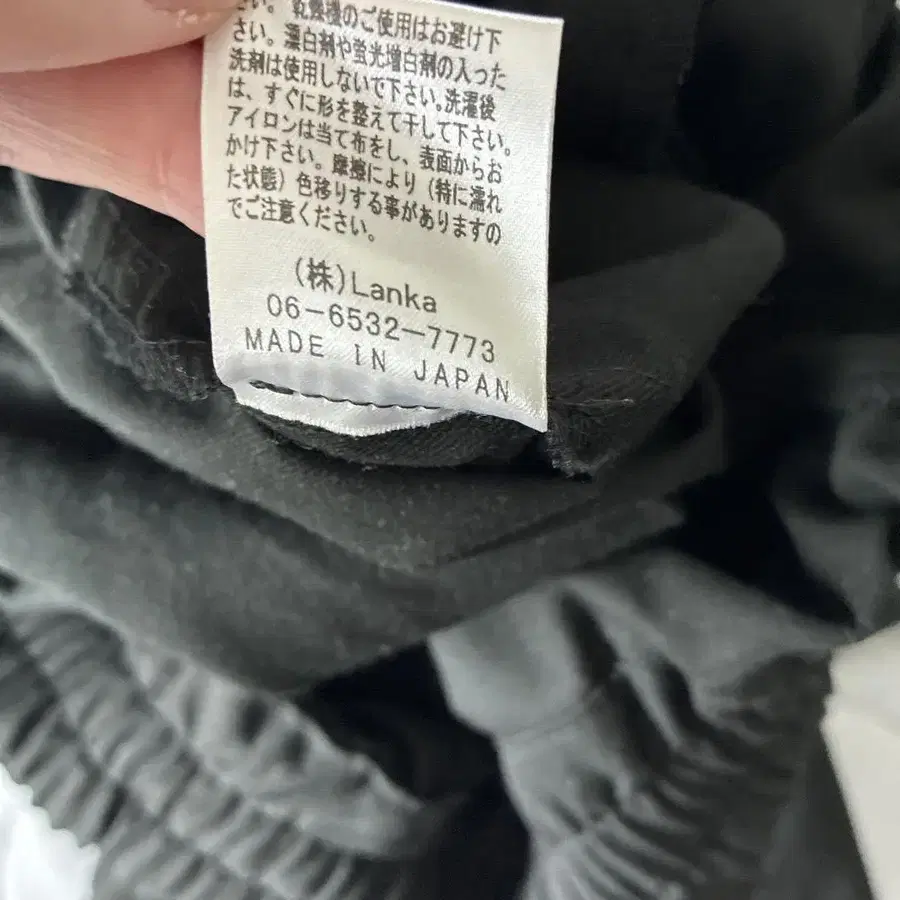 さい。乾燥機のご使用はお避け下
さい。漂白剤や蛍光増白剤の入った
洗剤は使用しないで下さい。洗濯後
は、すぐに形を整えて干して下さい。
アイロンは当て布をし、表面からお
かけ下さい。摩擦により（特に濡れ
た状態）色移りする事がありますの
でご注意ください。
(株)Lanka
06-6532-7773
MADE IN JAPAN